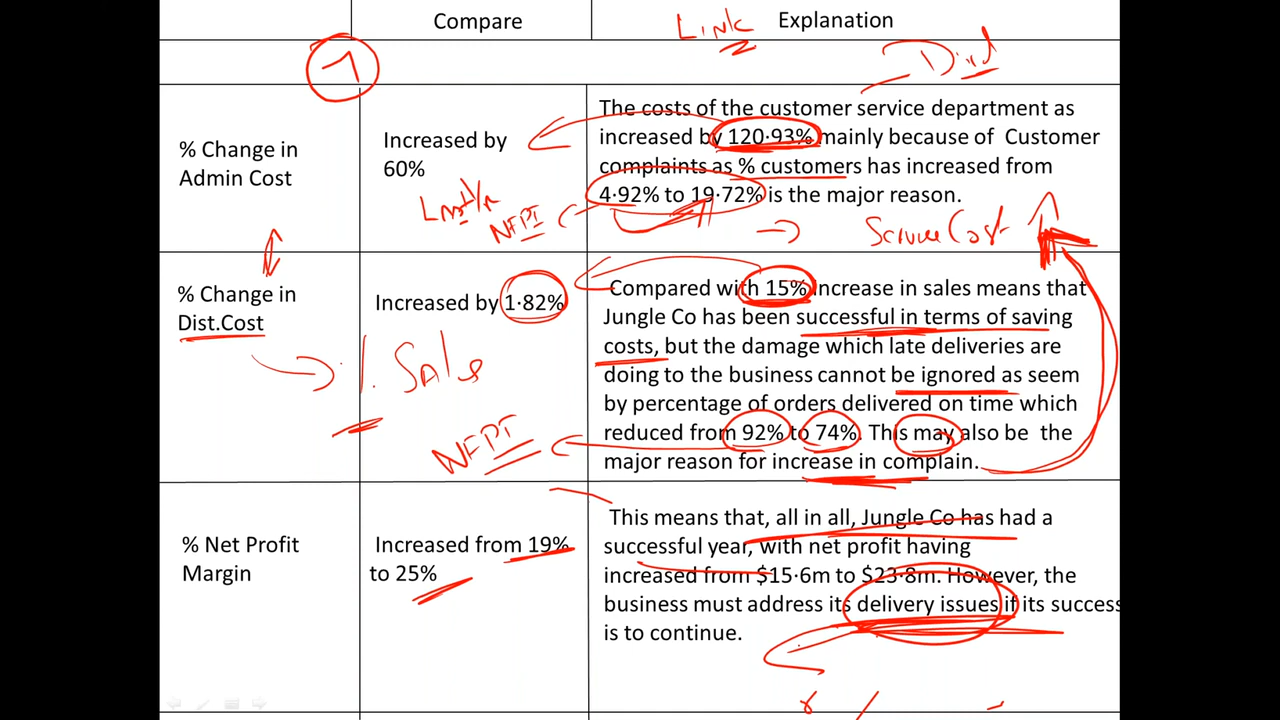 Compare
Link
Explanation
1
Dist
% Change in
Admin Cost
Increased by
60%
The costs of the customer service department as
increased by 120·93% mainly because of Customer
complaints as % customers has increased from
4·92% to 19·72% is the major reason.
NFPI
Service Cost
% Change in
Dist.Cost
Increased by 1·82%
% Sales
NFPI
Compared with 15% increase in sales means that
Jungle Co has been successful in terms of saving
costs, but the damage which late deliveries are
doing to the business cannot be ignored as seem
by percentage of orders delivered on time which
reduced from 92% to 74%. This may also be the
major reason for increase in complain.
% Net Profit
Margin
Increased from 19%
to 25%
This means that, all in all, Jungle Co has had a
successful year, with net profit having
increased from $15·6m to $23·8m. However, the
business must address its delivery issues if its success
is to continue.